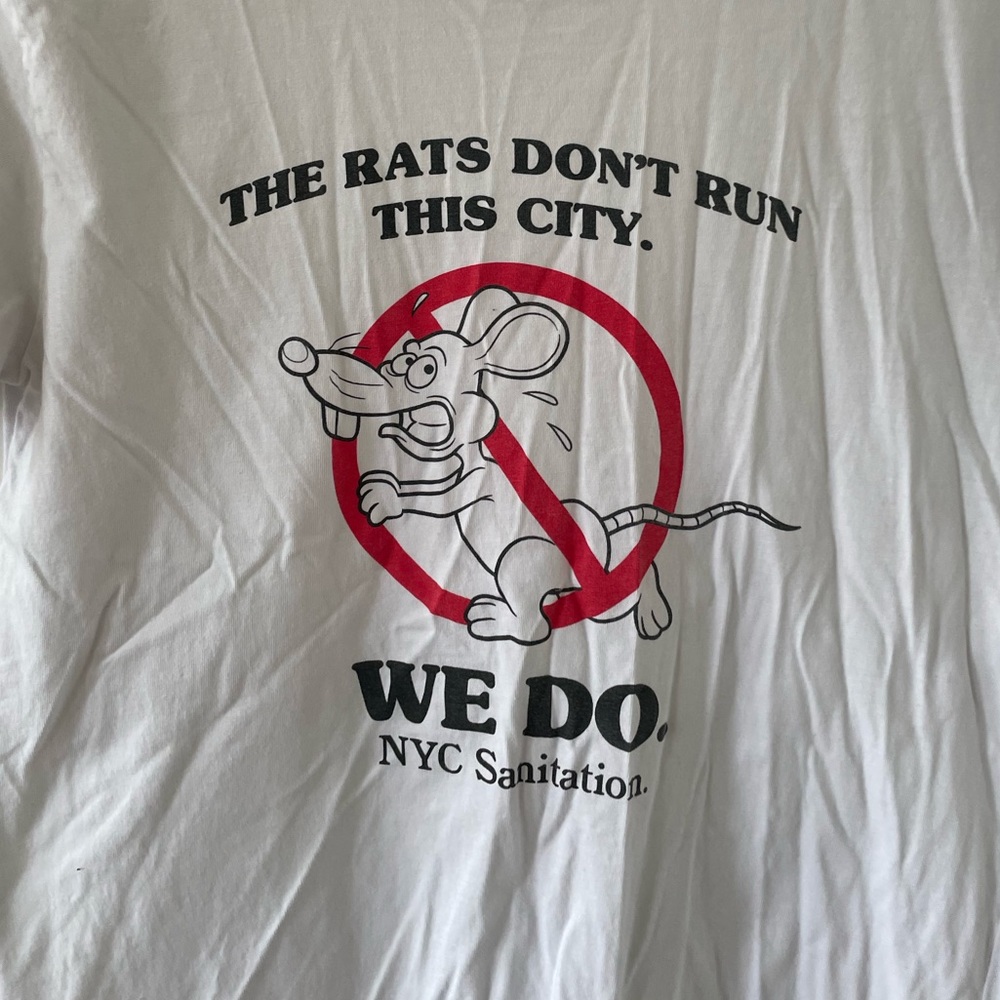 THE RATS DON'T RUN
THIS CITY.
WE DO.
NYC Sanitation.